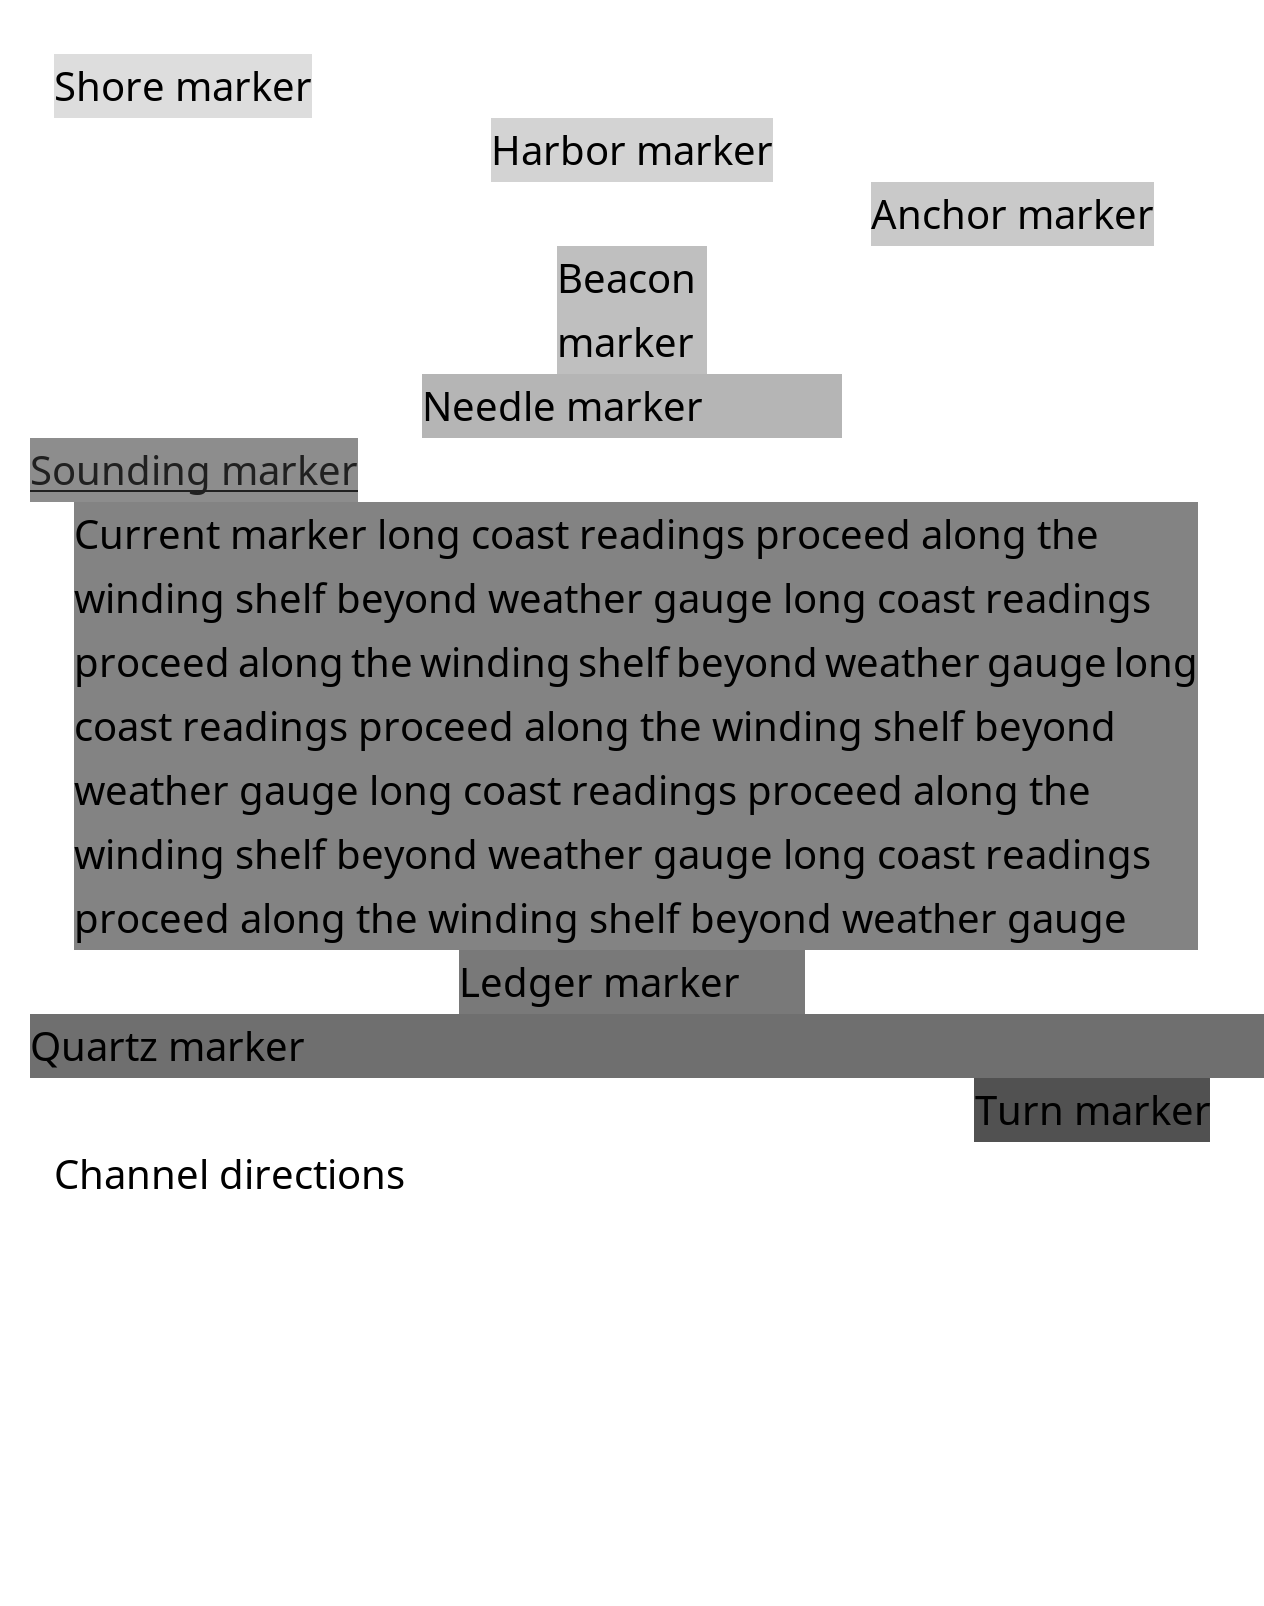 Shore marker
Harbor marker
Anchor marker
Beacon
marker
Needle marker
Sounding marker
Current marker long coast readings proceed along the
winding shelf beyond weather gauge long coast readings
proceed along the winding shelf beyond weather gauge long
coast readings proceed along the winding shelf beyond
weather gauge long coast readings proceed along the
winding shelf beyond weather gauge long coast readings
proceed along the winding shelf beyond weather gauge
Ledger marker
Quartz marker
Turn marker
Channel directions